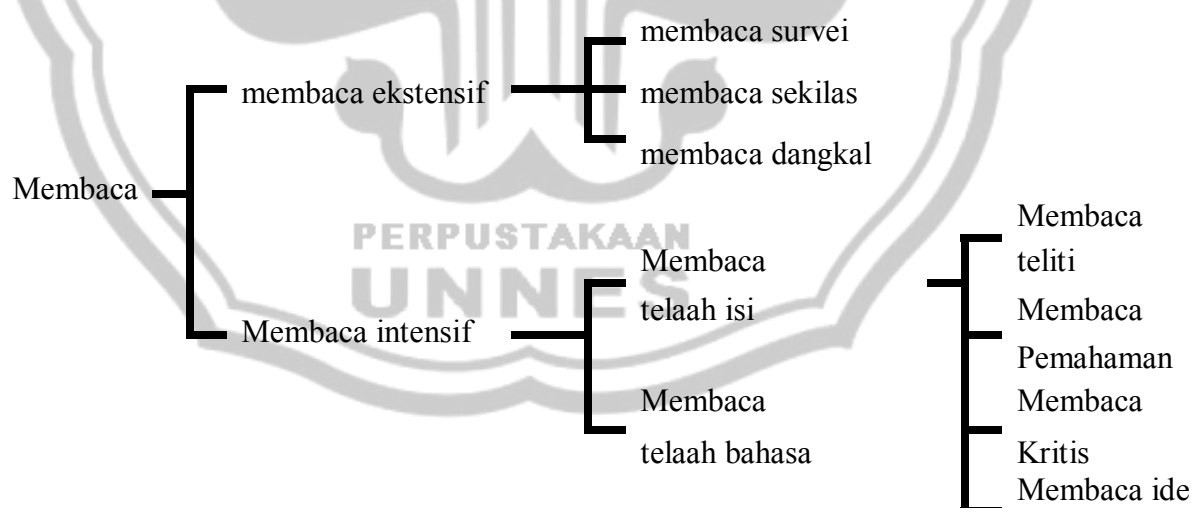 membaca survei
membaca ekstensif
membaca sekilas
membaca dangkal
Membaca
PERPUSTAKAAN
UNNES
Membaca
telaah isi
Membaca
teliti
Membaca
Pemahaman
Membaca intensif
Membaca
telaah bahasa
Membaca
Kritis
Membaca ide